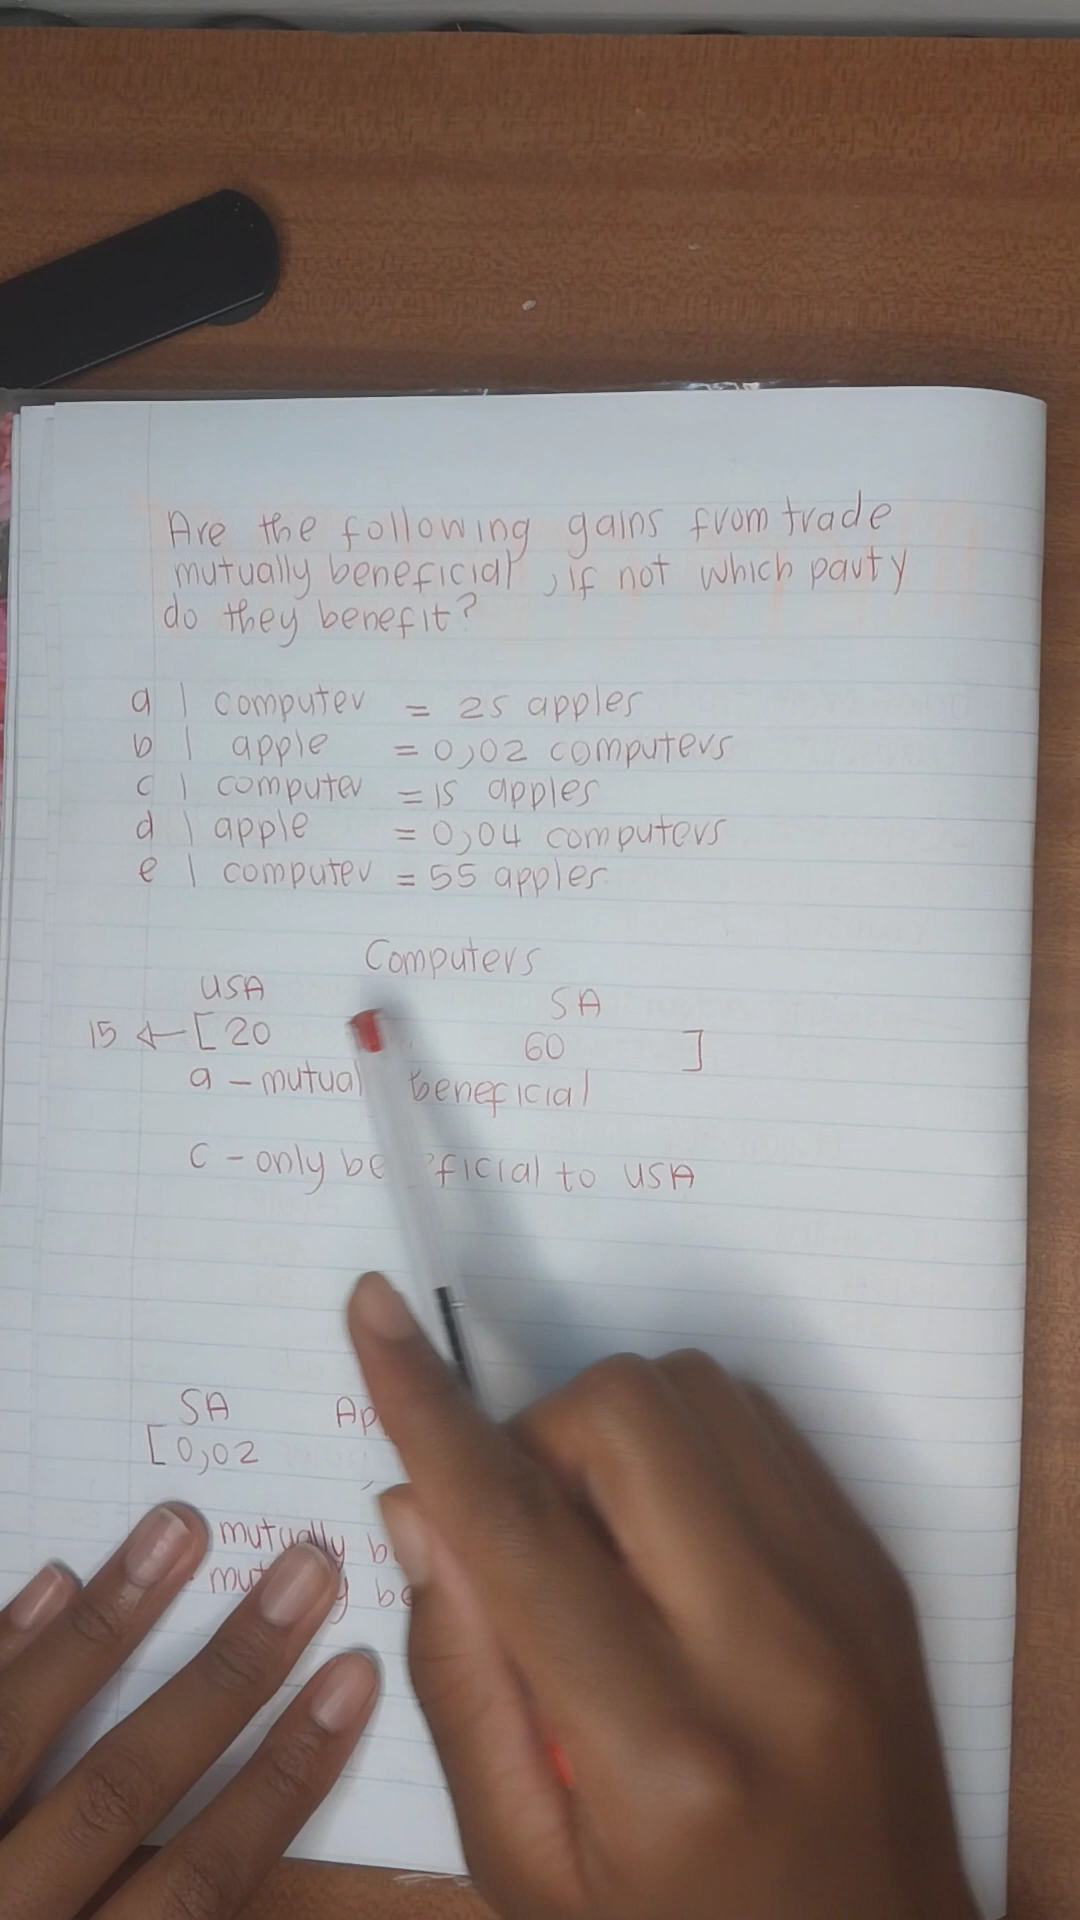 Are the following gains from trade
mutually beneficial , if not which party
do they benefit?
a 1 computer = 25 apples
b 1 apple = 0,02 computers
c 1 computer = 15 apples
d 1 apple = 0,04 computers
e 1 computer = 55 apples
Computers
USA SA
15 ← [20 60 ]
a - mutual beneficial
c - only beneficial to USA
SA
[0,02
mutually